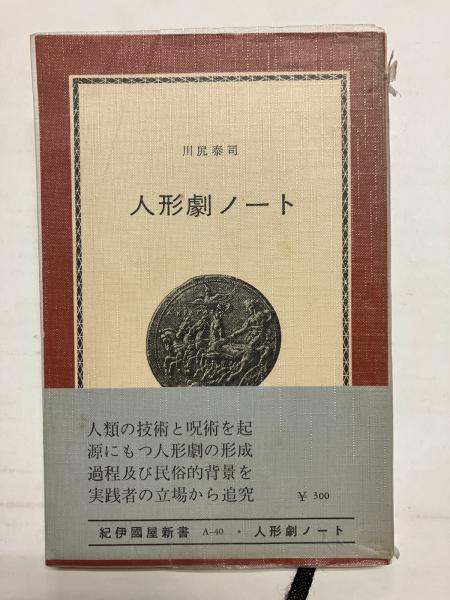 川尻泰司
人形劇ノート
人類の技術と呪術を起
源にもつ人形劇の形成
過程及び民俗的背景を
実践者の立場から追究
¥ 300
紀伊國屋新書 A-40 ・ 人形劇ノート